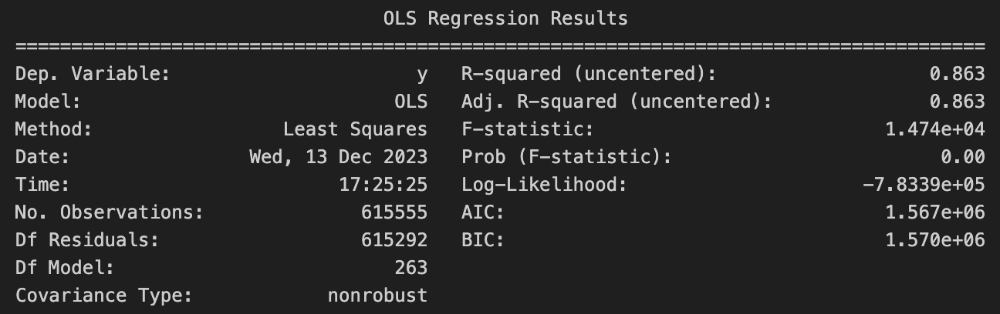 OLS Regression Results
==============================================================================
Dep. Variable: y R-squared (uncentered): 0.863
Model: OLS Adj. R-squared (uncentered): 0.863
Method: Least Squares F-statistic: 1.474e+04
Date: Wed, 13 Dec 2023 Prob (F-statistic): 0.00
Time: 17:25:25 Log-Likelihood: -7.8339e+05
No. Observations: 615555 AIC: 1.567e+06
Df Residuals: 615292 BIC: 1.570e+06
Df Model: 263
Covariance Type: nonrobust